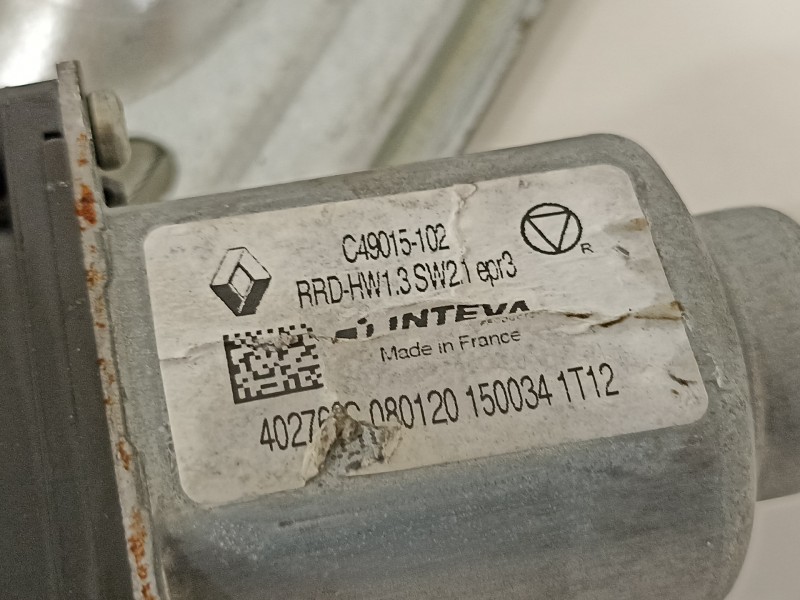 C49015-102
RRD-HW1.3 SW2.1 epr3
R
INTEVA
Made in France
080120 150034 1T12